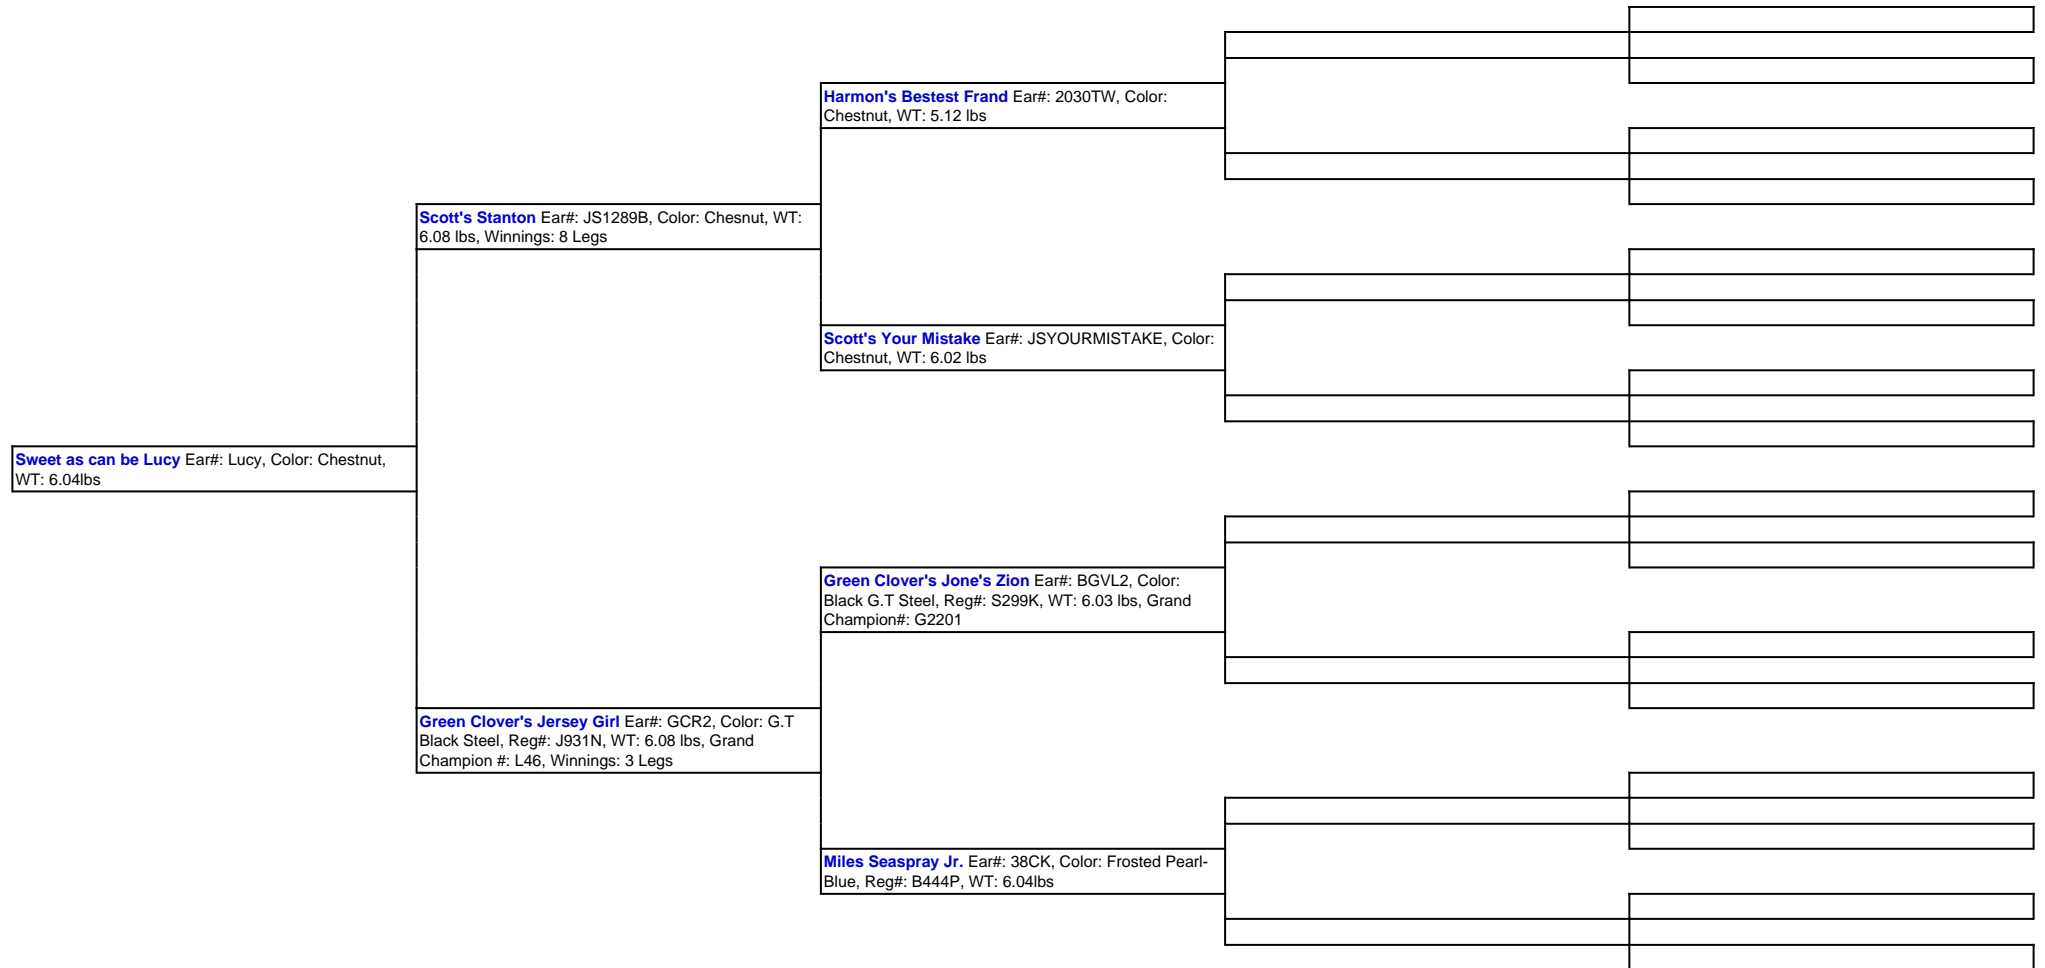 Harmon's Bestest Frand Ear#: 2030TW, Color:
Chestnut, WT: 5.12 lbs
Scott's Stanton Ear#: JS1289B, Color: Chesnut, WT:
6.08 lbs, Winnings: 8 Legs
Scott's Your Mistake Ear#: JSYOURMISTAKE, Color:
Chestnut, WT: 6.02 lbs
Sweet as can be Lucy Ear#: Lucy, Color: Chestnut,
WT: 6.04lbs
Green Clover's Jone's Zion Ear#: BGVL2, Color:
Black G.T Steel, Reg#: S299K, WT: 6.03 lbs, Grand
Champion#: G2201
Green Clover's Jersey Girl Ear#: GCR2, Color: G.T
Black Steel, Reg#: J931N, WT: 6.08 lbs, Grand
Champion #: L46, Winnings: 3 Legs
Miles Seaspray Jr. Ear#: 38CK, Color: Frosted Pearl-
Blue, Reg#: B444P, WT: 6.04lbs